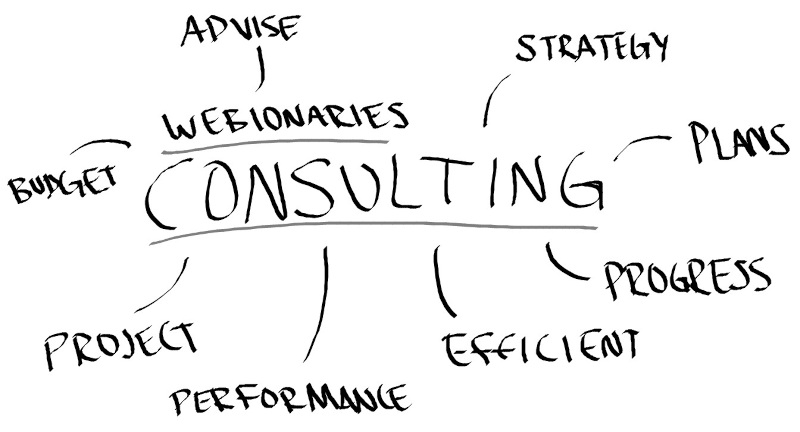 ADVISE
STRATEGY
WEBIONARIES
PLANS
BUDGET
CONSULTING
PROGRESS
PROJECT
EFFICIENT
PERFORMANCE